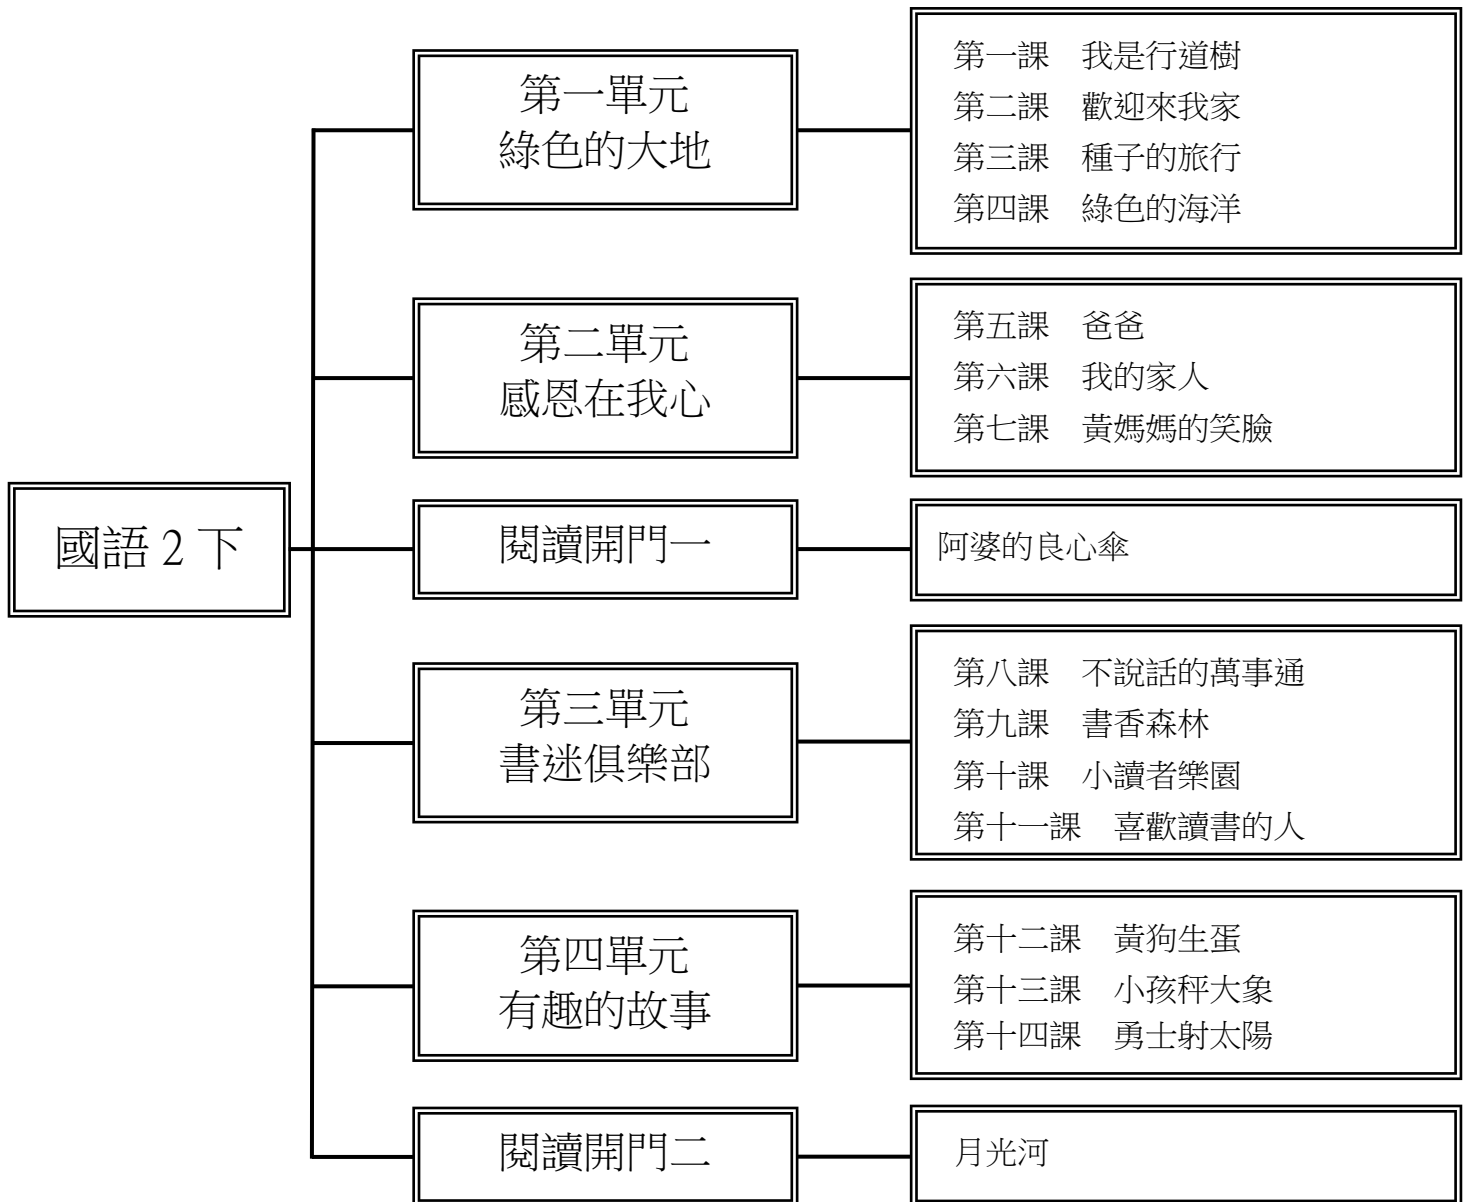 國語 2 下
第一單元
綠色的大地
第一課　我是行道樹
第二課　歡迎來我家
第三課　種子的旅行
第四課　綠色的海洋
第二單元
感恩在我心
第五課　爸爸
第六課　我的家人
第七課　黃媽媽的笑臉
閱讀開門一
阿婆的良心傘
第三單元
書迷俱樂部
第八課　不說話的萬事通
第九課　書香森林
第十課　小讀者樂園
第十一課　喜歡讀書的人
第四單元
有趣的故事
第十二課　黃狗生蛋
第十三課　小孩秤大象
第十四課　勇士射太陽
閱讀開門二
月光河